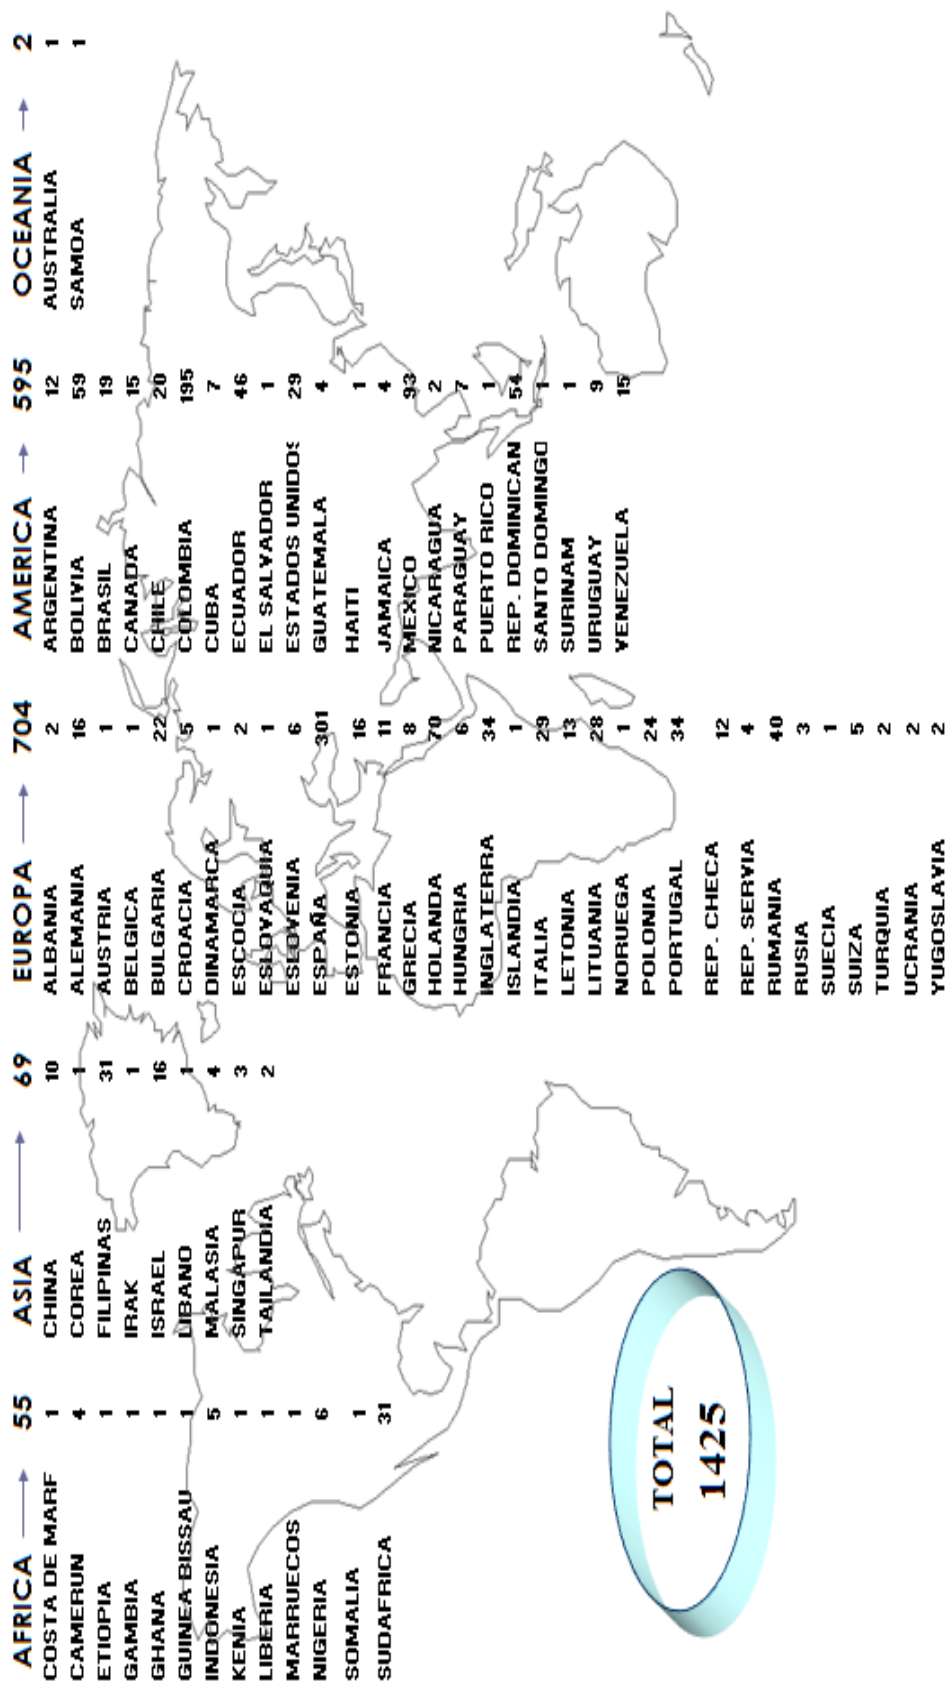 AFRICA 55
COSTA DE MARF 1
CAMERUN 4
ETIOPIA 1
GAMBIA 1
GHANA 1
GUINEA-BISSAU 1
INDONESIA 5
KENIA 1
LIBERIA 1
MARRUECOS 1
NIGERIA 6
SOMALIA 1
SUDAFRICA 31
ASIA 69
CHINA 10
COREA 1
FILIPINAS 31
IRAK 1
ISRAEL 16
LIBANO 1
MALASIA 4
SINGAPUR 3
TAILANDIA 2
EUROPA 704
ALBANIA 2
ALEMANIA 16
AUSTRIA 1
BELGICA 1
BULGARIA 22
CROACIA 5
DINAMARCA 1
ESCOCIA 2
ESLOVAQUIA 1
ESLOVENIA 6
ESPAÑA 301
ESTONIA 16
FRANCIA 11
GRECIA 8
HOLANDA 70
HUNGRIA 6
INGLATERRA 34
ISLANDIA 1
ITALIA 29
LETONIA 13
LITUANIA 28
NORUEGA 1
POLONIA 24
PORTUGAL 34
REP. CHECA 12
REP. SERVIA 4
RUMANIA 40
RUSIA 3
SUECIA 1
SUIZA 5
TURQUIA 2
UCRANIA 2
YUGOSLAVIA 2
AMERICA 595
ARGENTINA 12
BOLIVIA 59
BRASIL 19
CANADA 15
CHILE 20
COLOMBIA 195
CUBA 7
ECUADOR 46
EL SALVADOR 1
ESTADOS UNIDOS 29
GUATEMALA 4
HAITI 1
JAMAICA 4
MEXICO 93
NICARAGUA 2
PARAGUAY 7
PUERTO RICO 1
REP. DOMINICAN 54
SANTO DOMINGO 1
SURINAM 1
URUGUAY 9
VENEZUELA 15
OCEANIA 2
AUSTRALIA 1
SAMOA 1
TOTAL
1425